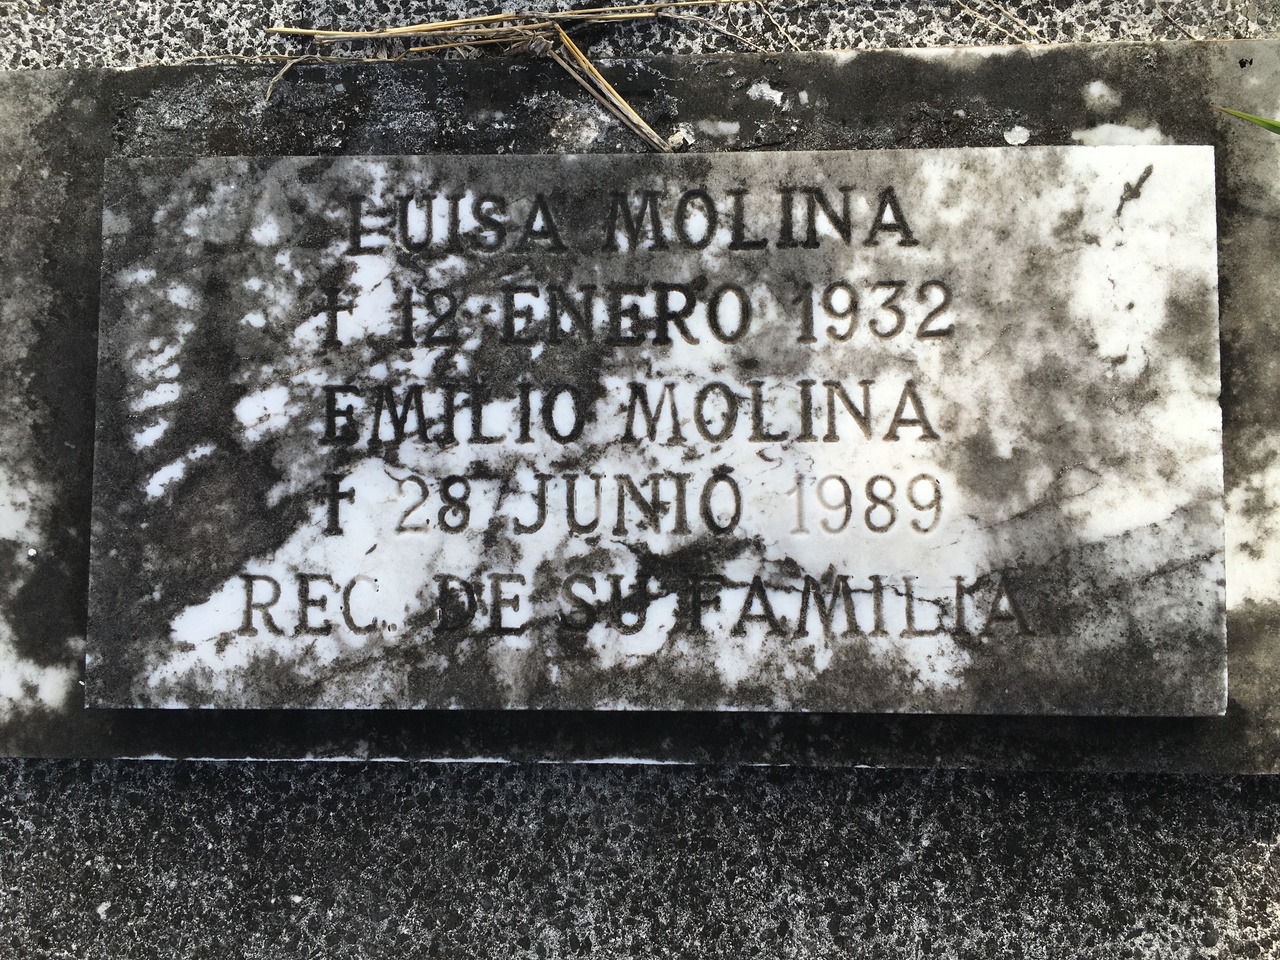 LUISA MOLINA
† 12 ENERO 1932
EMILIO MOLINA
† 28 JUNIO 1989
REC. DE SU FAMILIA